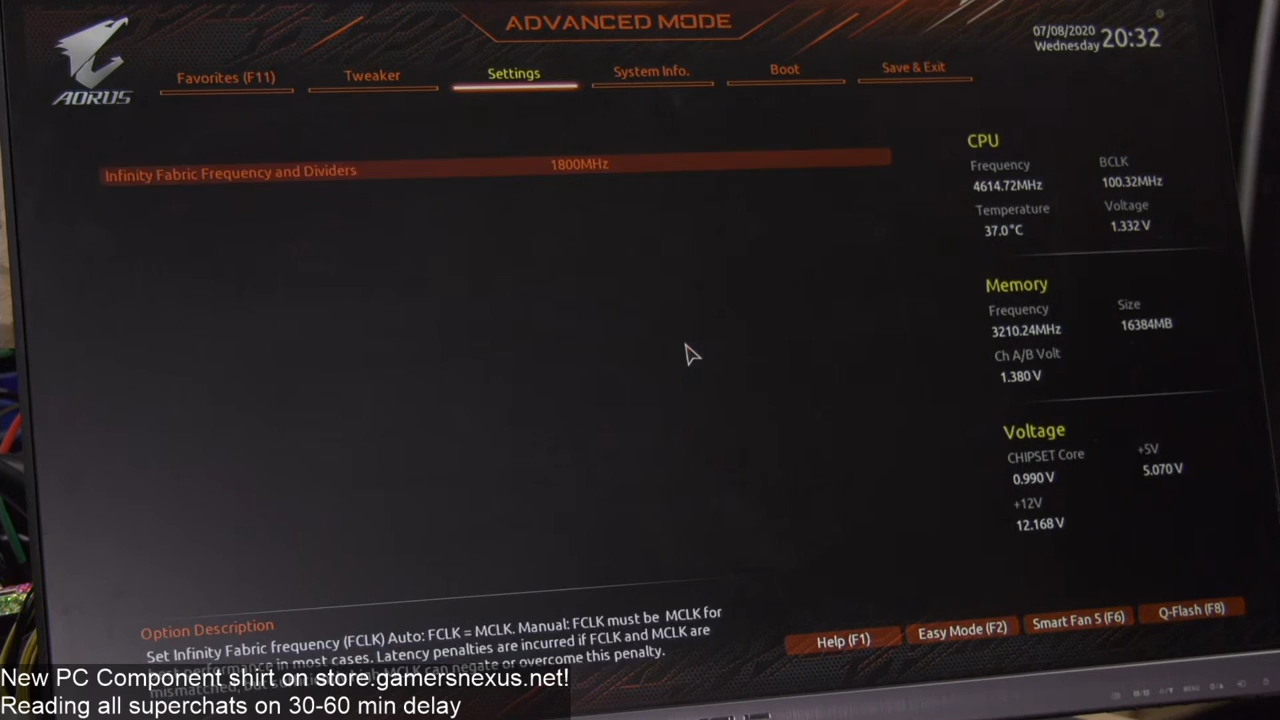 ADVANCED MODE
07/08/2020 Wednesday 20:32
AORUS
Favorites (F11) Tweaker Settings System Info. Boot Save & Exit
Infinity Fabric Frequency and Dividers 1800MHz
CPU
Frequency BCLK
4614.72MHz 100.32MHz
Temperature Voltage
37.0°C 1.332 V
Memory
Frequency Size
3210.24MHz 16384MB
Ch A/B Volt
1.380 V
Voltage
CHIPSET Core +5V
0.990 V 5.070 V
+12V
12.168 V
Option Description
Set Infinity Fabric frequency (FCLK) Auto: FCLK = MCLK. Manual: FCLK must be MCLK for
performance in most cases. Latency penalties are incurred if FCLK and MCLK are
mismatched, but MCLK can negate or overcome this penalty.
Help (F1) Easy Mode (F2) Smart Fan 5 (F6) Q-Flash (F8)
New PC Component shirt on store.gamersnexus.net!
Reading all superchats on 30-60 min delay